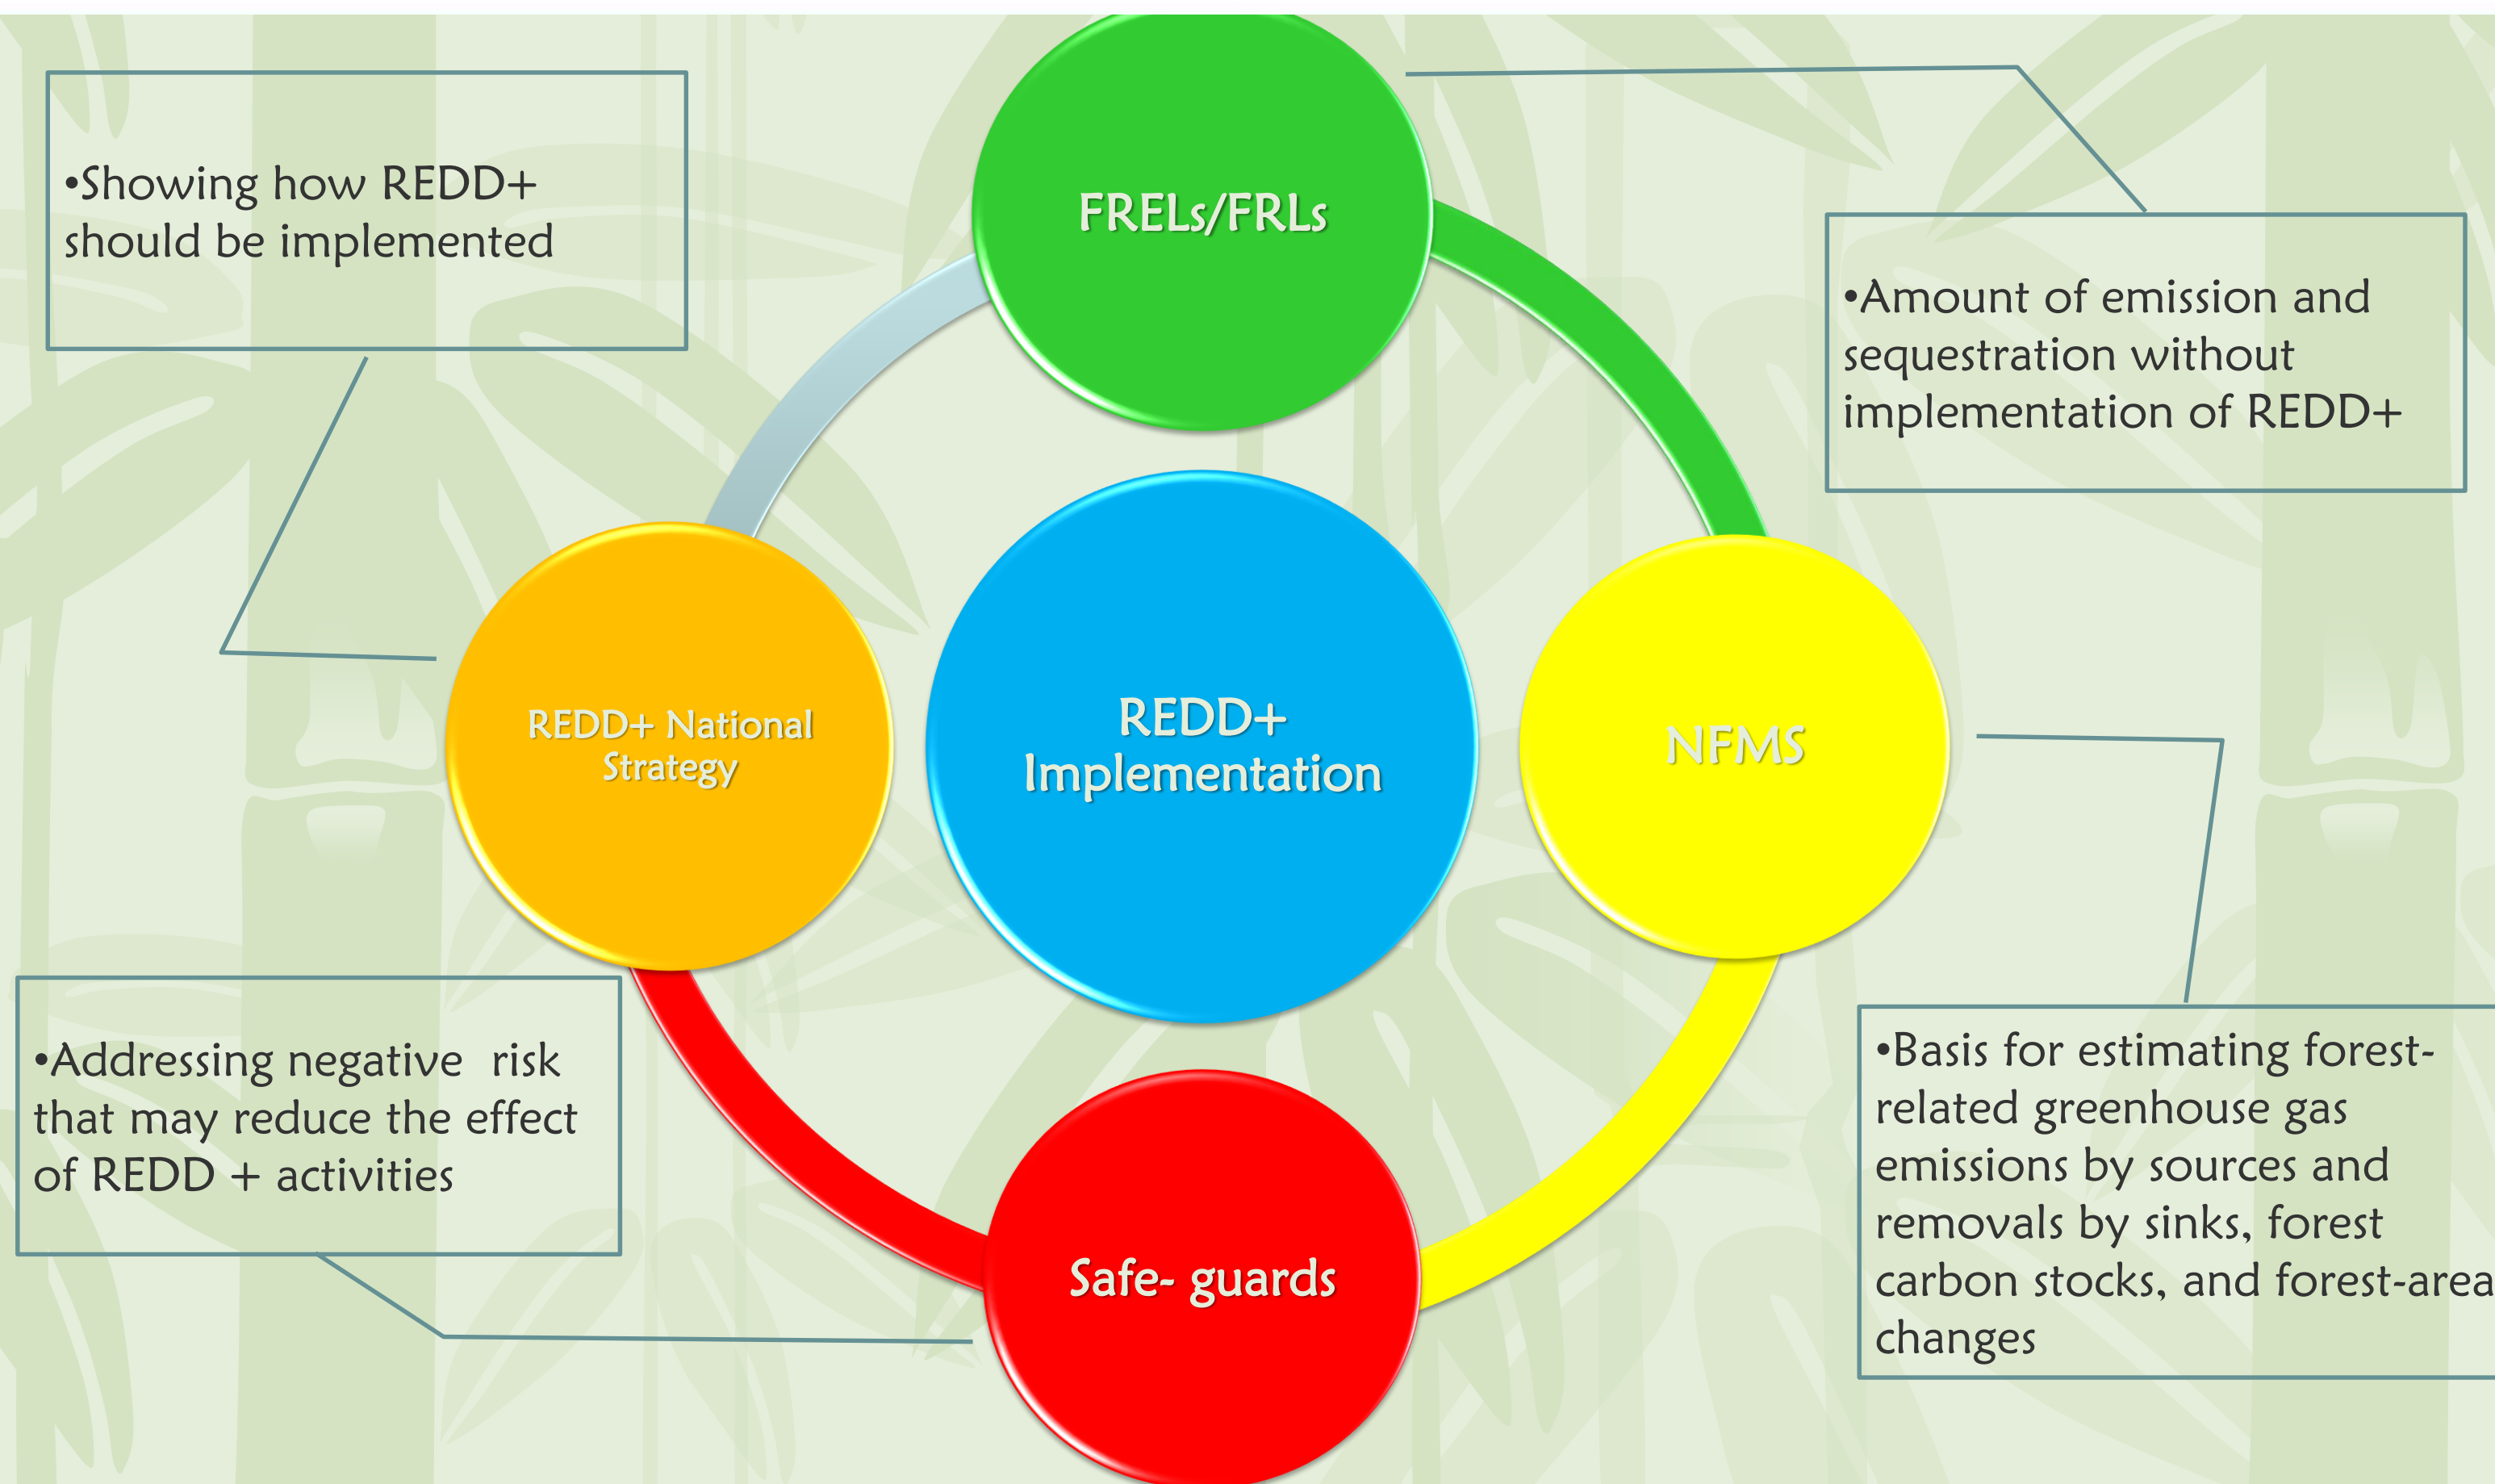 •Showing how REDD+
should be implemented
FRELs/FRLs
•Amount of emission and
sequestration without
implementation of REDD+
REDD+ National
Strategy
REDD+
Implementation
NFMS
•Addressing negative  risk
that may reduce the effect
of REDD + activities
Safe- guards
•Basis for estimating forest-
related greenhouse gas
emissions by sources and
removals by sinks, forest
carbon stocks, and forest-area
changes